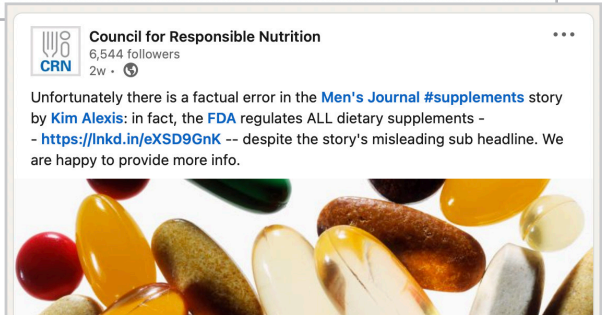 CRN
Council for Responsible Nutrition
6,544 followers
2w •
Unfortunately there is a factual error in the Men's Journal #supplements story
by Kim Alexis: in fact, the FDA regulates ALL dietary supplements -
- https://lnkd.in/eXSD9GnK -- despite the story's misleading sub headline. We
are happy to provide more info.